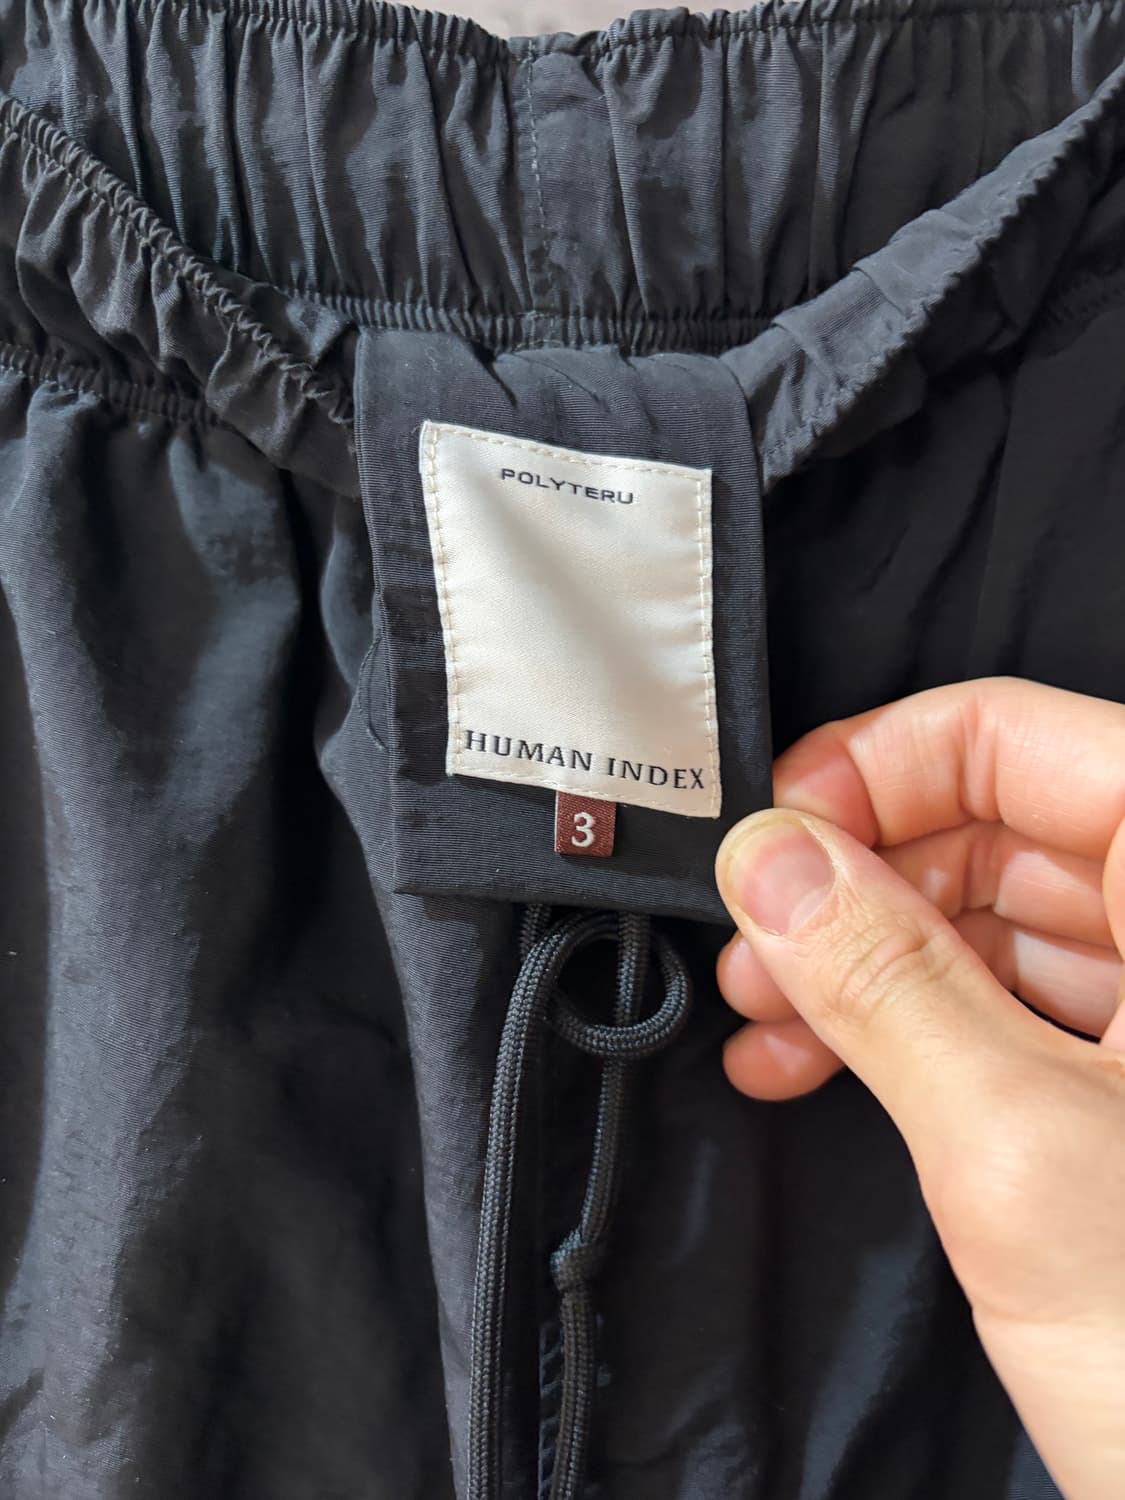 POLYTERU
HUMAN INDEX
3